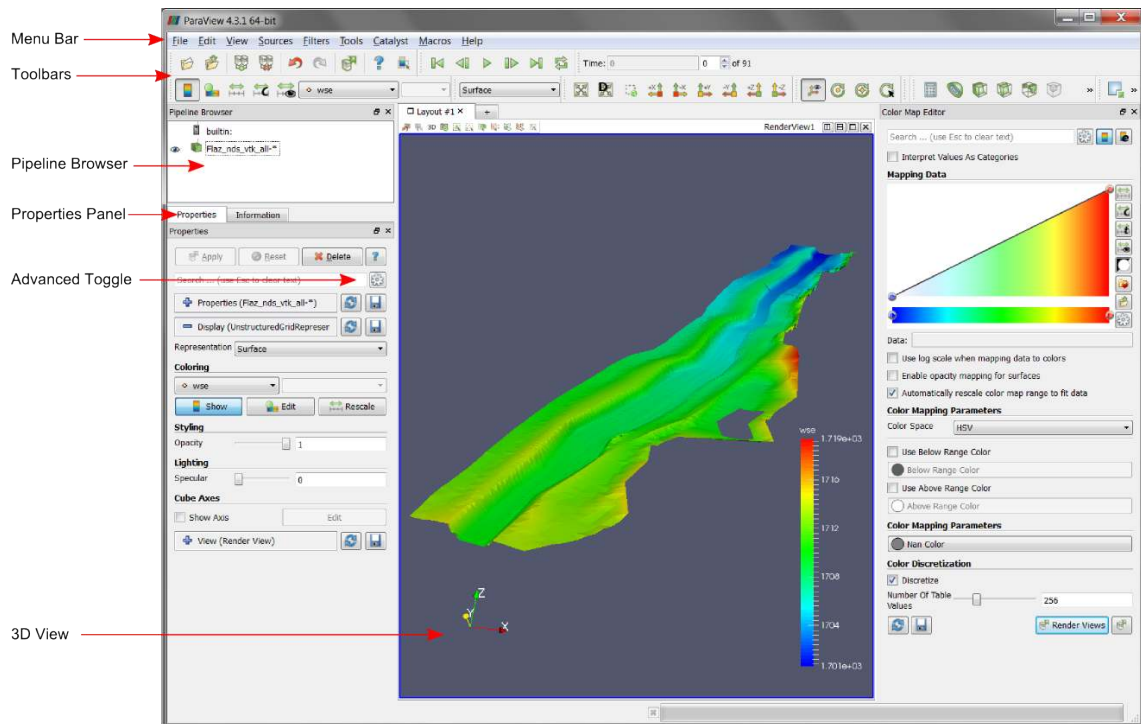 ParaView 4.3.1 64-bit
Menu Bar
File Edit View Sources Filters Tools Catalyst Macros Help
Toolbars
Time: 0 0 of 91
wse Surface
Pipeline Browser
Layout #1
Color Map Editor
3D
RenderView1
builtin:
Flaz_nds_vtk_all-*
Pipeline Browser
Properties Panel
Properties Information
Properties
Apply Reset Delete ?
Advanced Toggle
Search ... (use Esc to clear text)
Properties (Flaz_nds_vtk_all-*)
Display (UnstructuredGridRepreser
Representation Surface
Coloring
wse
Show Edit Rescale
Styling
Opacity 1
Lighting
Specular 0
Cube Axes
Show Axis Edit
View (Render View)
3D View
Z
Y
X
wse
1.719e+03
1716
1712
1708
1704
1.701e+03
Search ... (use Esc to clear text)
Interpret Values As Categories
Mapping Data
Data:
Use log scale when mapping data to colors
Enable opacity mapping for surfaces
Automatically rescale color map range to fit data
Color Mapping Parameters
Color Space HSV
Use Below Range Color
Below Range Color
Use Above Range Color
Above Range Color
Color Mapping Parameters
Nan Color
Color Discretization
Discretize
Number Of Table
Values
256
Render Views